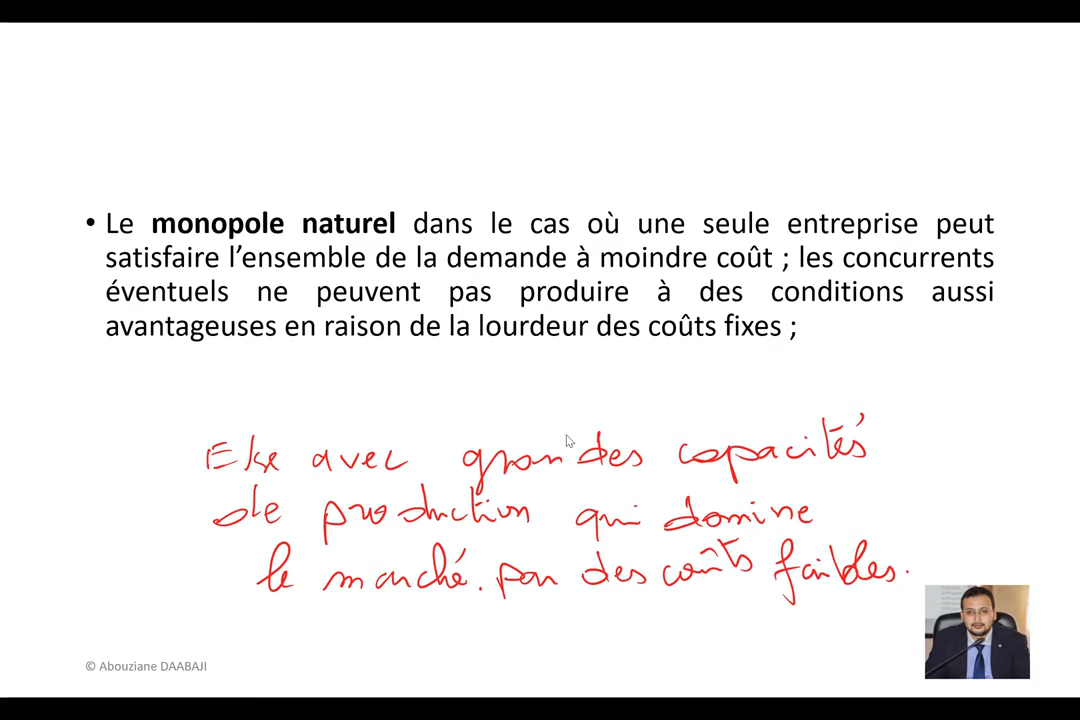 • Le monopole naturel dans le cas où une seule entreprise peut
satisfaire l'ensemble de la demande à moindre coût ; les concurrents
éventuels ne peuvent pas produire à des conditions aussi
avantageuses en raison de la lourdeur des coûts fixes ;
avec grandes capacités
de production qui domine
le marché. par des coûts faibles.
© Abouziane DAABAJI